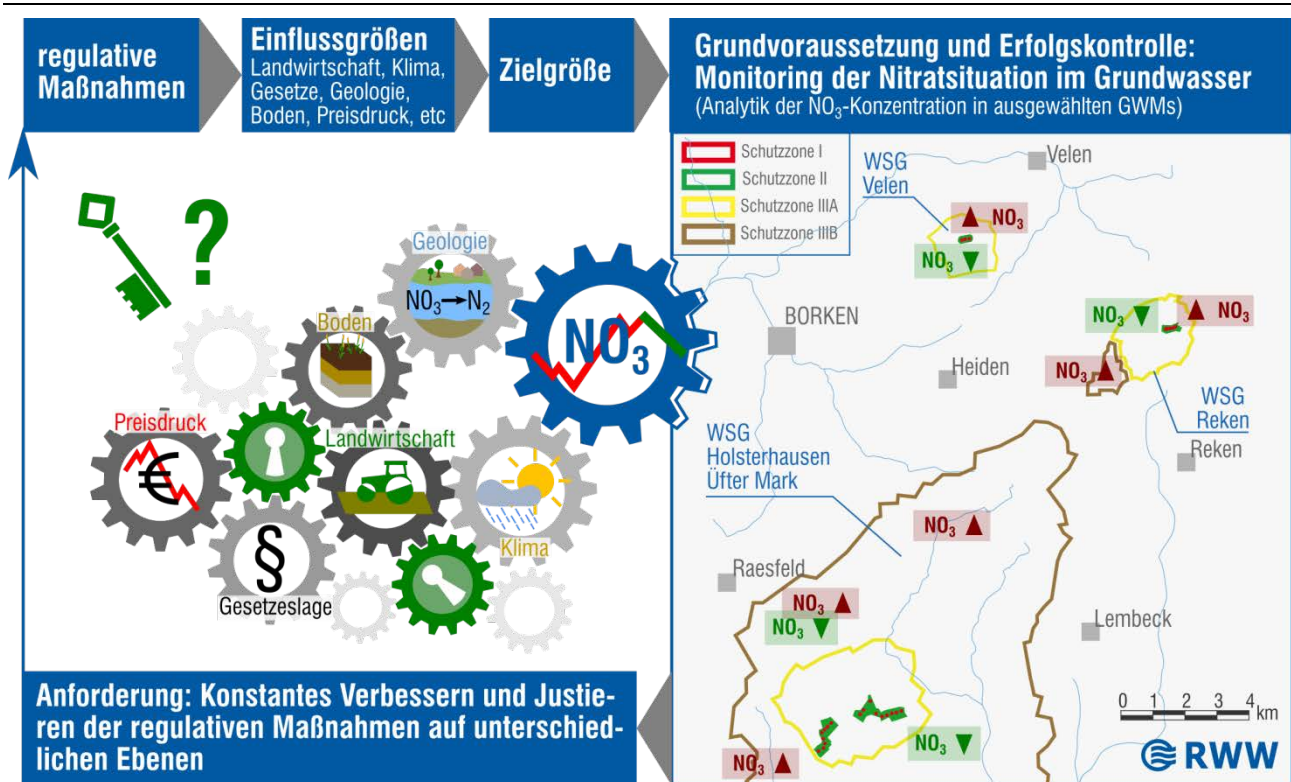 regulative
Maßnahmen
Einflussgrößen
Landwirtschaft, Klima,
Gesetze, Geologie,
Boden, Preisdruck, etc
Zielgröße
Grundvoraussetzung und Erfolgskontrolle:
Monitoring der Nitratsituation im Grundwasser
(Analytik der NO₃-Konzentration in ausgewählten GWMs)
?
Geologie
NO₃→N₂
Boden
NO₃
Preisdruck
€
Landwirtschaft
§
Gesetzeslage
Klima
Schutzzone I
Schutzzone II
Schutzzone IIIA
Schutzzone IIIB
WSG
Velen
Velen
▲ NO₃
NO₃ ▼
BORKEN
Heiden
NO₃ ▼
▲ NO₃
NO₃ ▲
WSG
Reken
Reken
WSG
Holsterhausen
Üfter Mark
NO₃ ▲
Raesfeld
NO₃ ▲
NO₃ ▼
Lembeck
NO₃ ▼
NO₃ ▲
0 1 2 3 4
km
RWW
Anforderung: Konstantes Verbessern und Justie-
ren der regulativen Maßnahmen auf unterschied-
lichen Ebenen